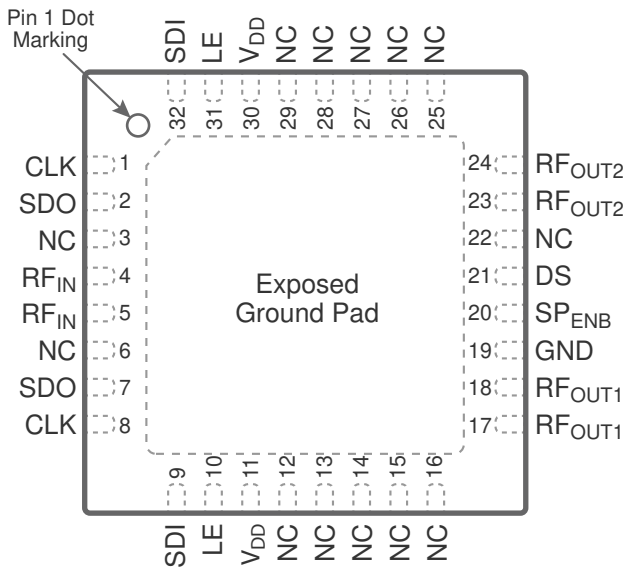 Pin 1 Dot
Marking
SDI
LE
VDD
NC
NC
NC
NC
NC
32
31
30
29
28
27
26
25
CLK 1
SDO 2
NC 3
RFIN 4
RFIN 5
NC 6
SDO 7
CLK 8
Exposed
Ground Pad
24 RFOUT2
23 RFOUT2
22 NC
21 DS
20 SPENB
19 GND
18 RFOUT1
17 RFOUT1
9
10
11
12
13
14
15
16
SDI
LE
VDD
NC
NC
NC
NC
NC